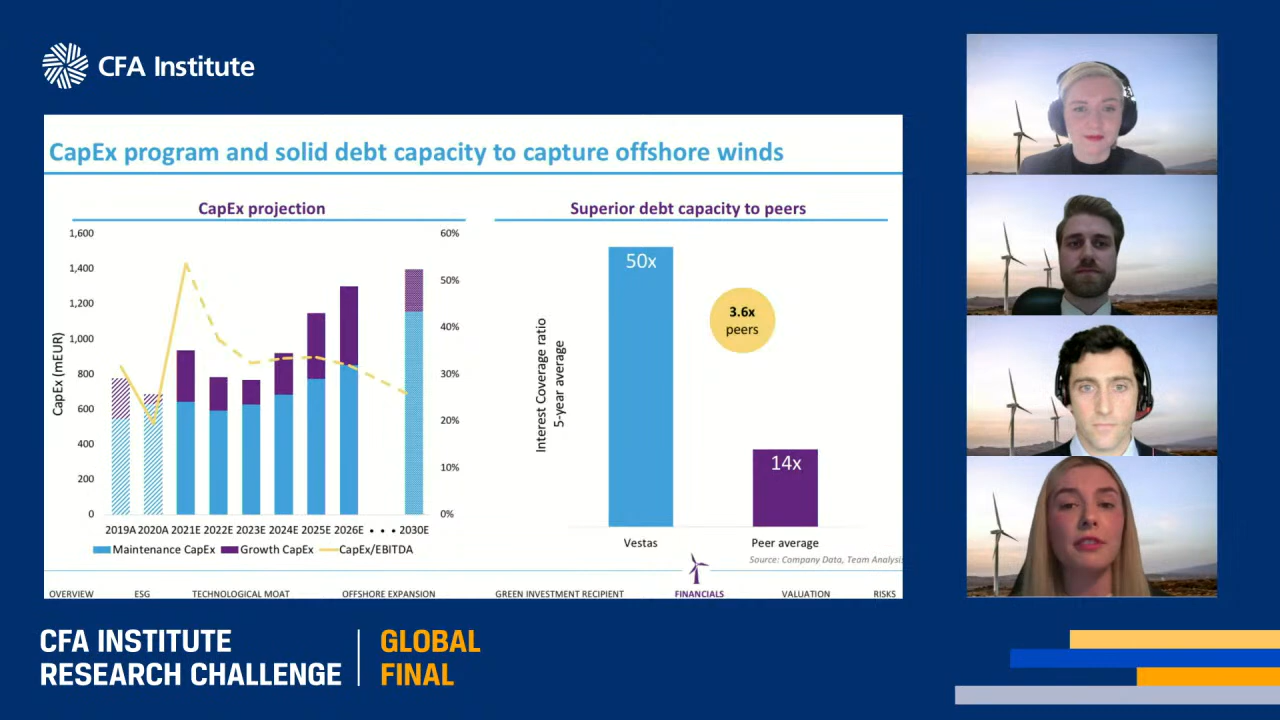 CFA Institute
CapEx program and solid debt capacity to capture offshore winds
CapEx projection
1,600
1,400
1,200
1,000
800
600
400
200
0
CapEx (mEUR)
60%
50%
40%
30%
20%
10%
0%
2019A 2020A 2021E 2022E 2023E 2024E 2025E 2026E • • • 2030E
Maintenance CapEx Growth CapEx CapEx/EBITDA
Superior debt capacity to peers
Interest Coverage ratio
5-year average
50x
3.6x
peers
14x
Vestas Peer average
Source: Company Data, Team Analysis
OVERVIEW ESG TECHNOLOGICAL MOAT OFFSHORE EXPANSION GREEN INVESTMENT RECIPIENT FINANCIALS VALUATION RISKS
CFA INSTITUTE
RESEARCH CHALLENGE
GLOBAL
FINAL